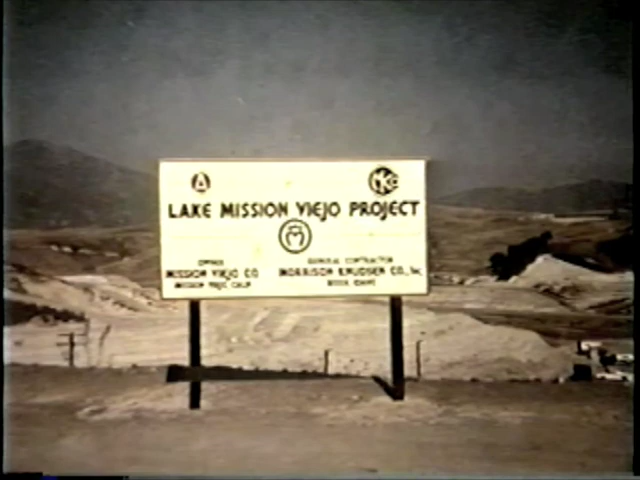 MKCO
LAKE MISSION VIEJO PROJECT
OWNER
MISSION VIEJO CO
MISSION VIEJO, CALIF
GENERAL CONTRACTOR
MORRISON KNUDSEN CO., Inc
BOISE IDAHO